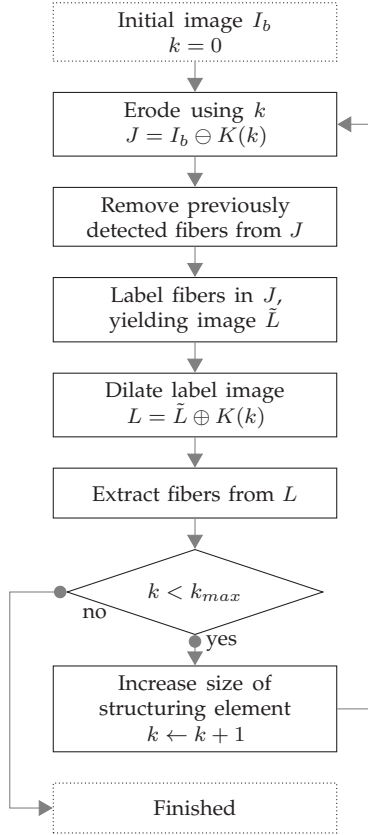 Initial image I_b
k = 0
Erode using k
J = I_b ⊖ K(k)
Remove previously
detected fibers from J
Label fibers in J,
yielding image L̃
Dilate label image
L = L̃ ⊕ K(k)
Extract fibers from L
k < k_max
no
yes
Increase size of
structuring element
k ← k + 1
Finished